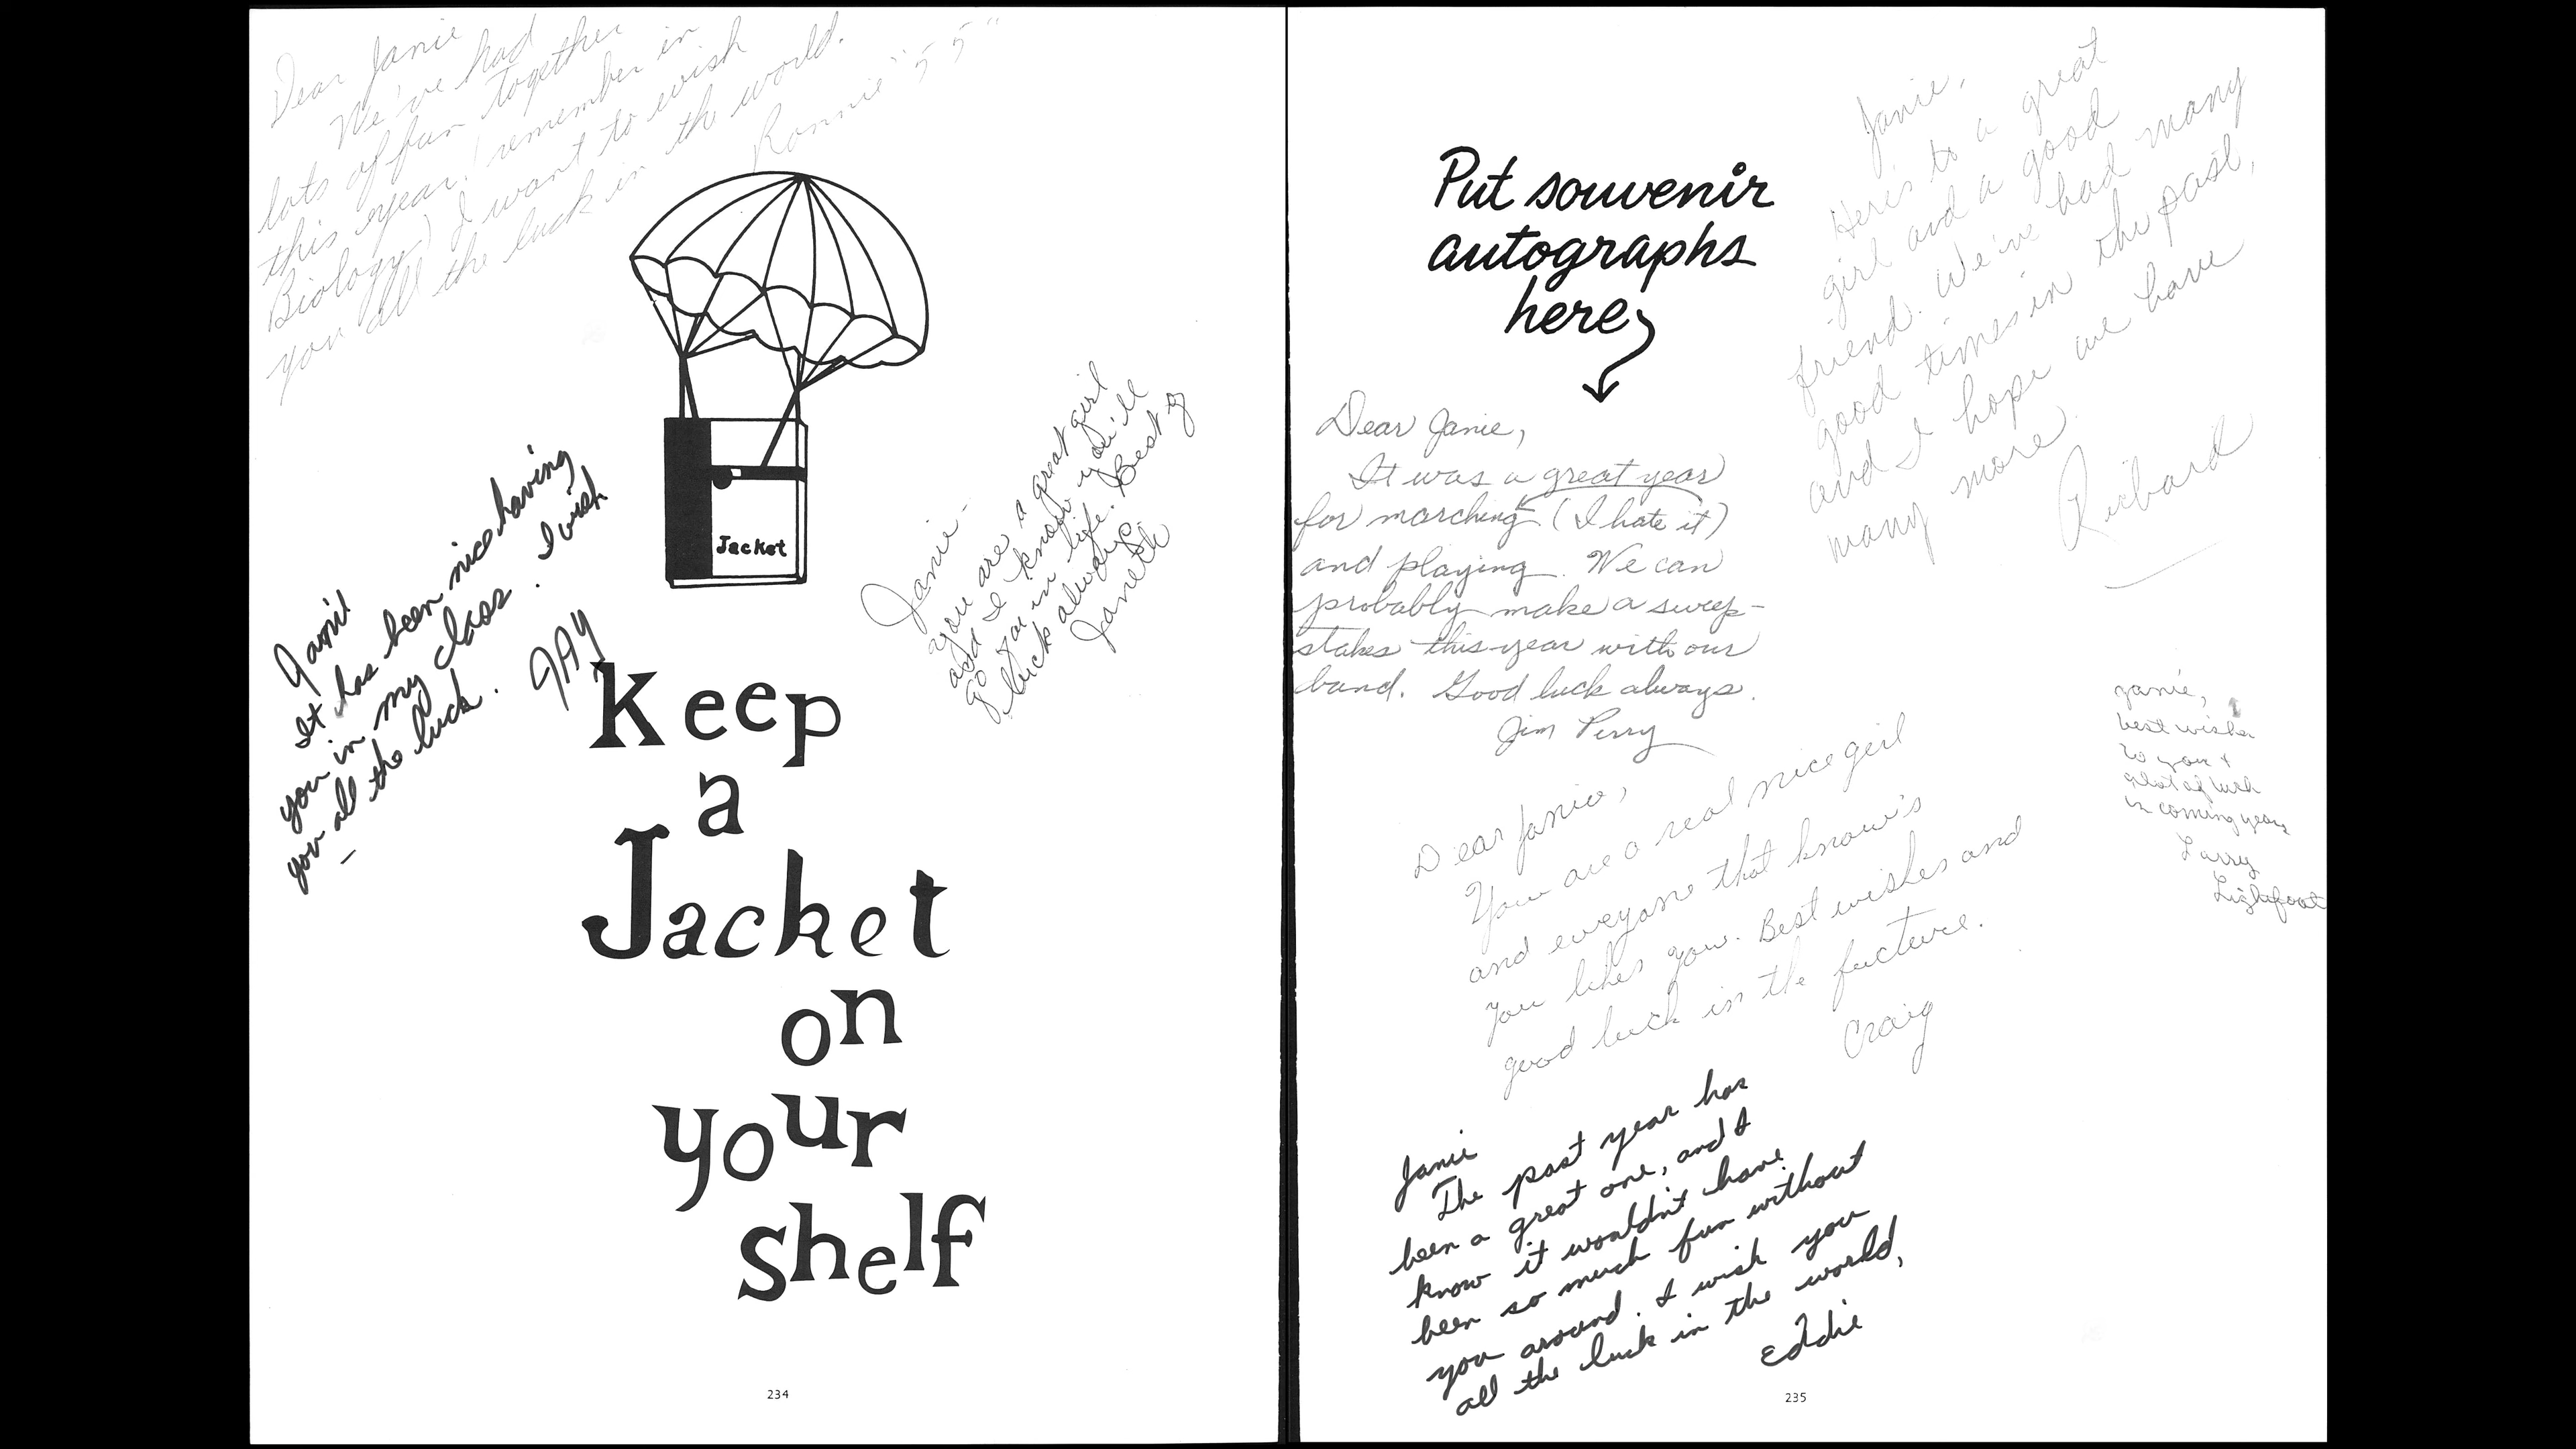 Dear Janie
We've had
lots of fun together
this year. (remember in
Biology) I want to wish
you all the luck in th world.
Ronnie "55"
Jacket
Janie
It has been nice having
you in my class. I wish
you all the luck.
JAY
Janie-
You are a great girl
and I know you'll
go far in life. Best of
luck always.
Janeth
Keep
a
Jacket
on
your
shelf
234
Put souvenir
autographs
here
Janie,
Here's to a great
girl and a good
friend. We've had many
good times in the past,
and I hope we have
many more
Richard
Dear Janie,
It was a great year
for marching (I hate it)
and playing. We can
probably make a sweep-
stakes this year with our
band. Good luck always.
Jim Perry
Janie,
best wishes
to you +
alot of luck
in coming years
Larry
Lightfoot
Dear Janice,
You are a real nice girl
and everyone that know's
you likes you. Best wishes and
good luck in the fucture.
Craig
Janie
The past year has
been a great one, and I
know it wouldn't have
been so much fun without
you around. I wish you
all the luck in the world,
Eddie
235